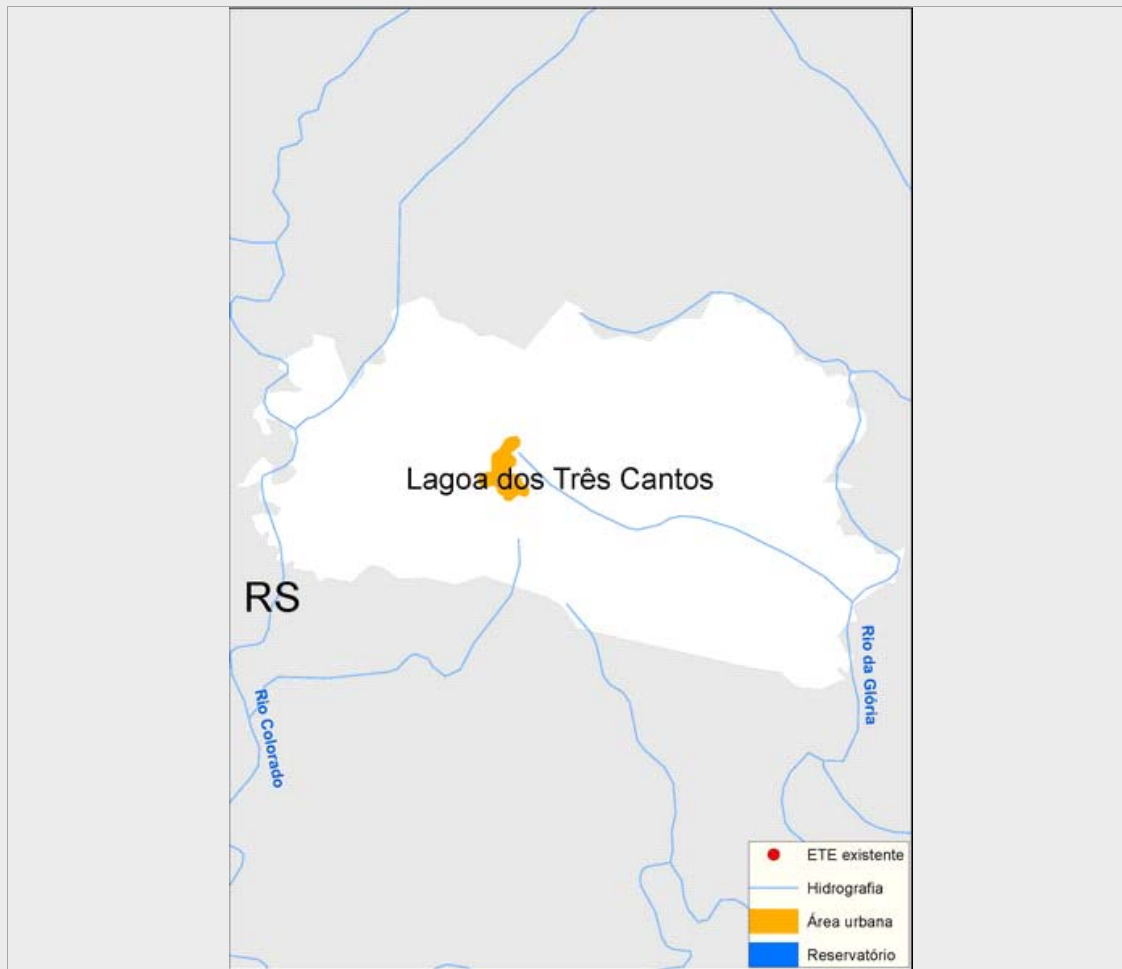 Lagoa dos Três Cantos
RS
Rio da Glória
Rio Colorado
ETE existente
Hidrografia
Área urbana
Reservatório